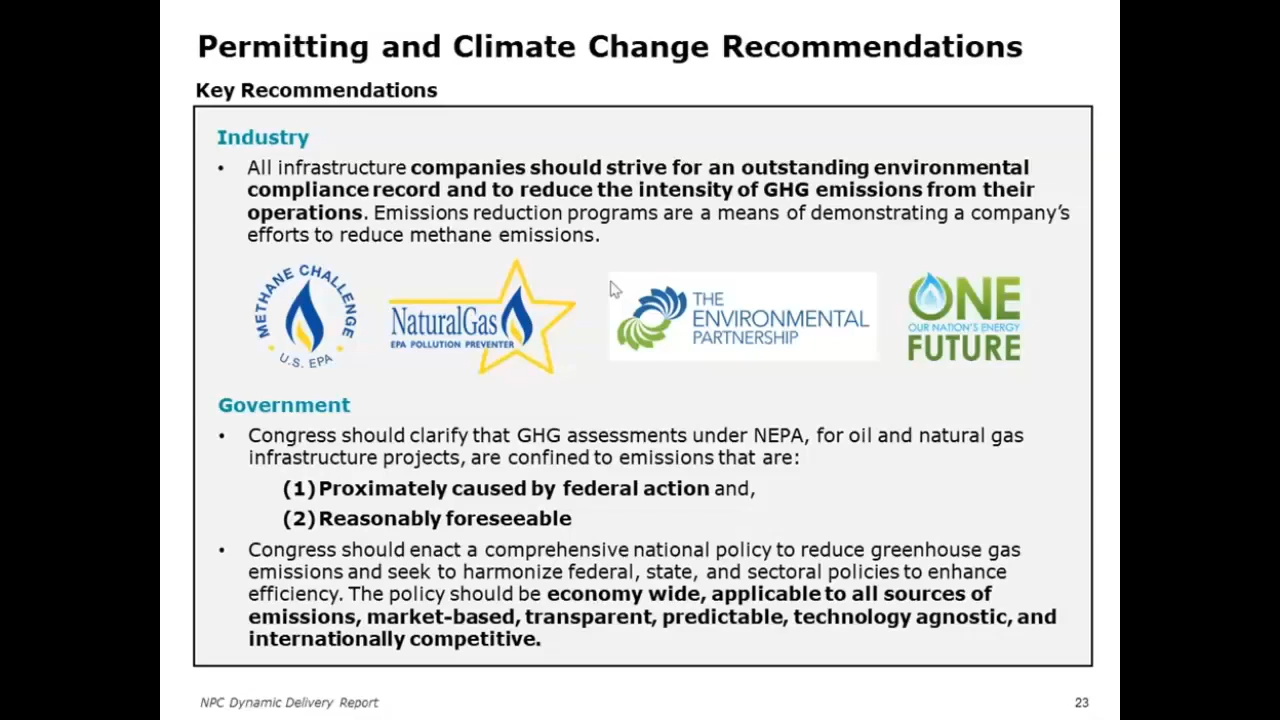 Permitting and Climate Change Recommendations
Key Recommendations
Industry
• All infrastructure companies should strive for an outstanding environmental
compliance record and to reduce the intensity of GHG emissions from their
operations. Emissions reduction programs are a means of demonstrating a company's
efforts to reduce methane emissions.
METHANE CHALLENGE
U.S. EPA
NaturalGas
EPA POLLUTION PREVENTER
THE
ENVIRONMENTAL
PARTNERSHIP
ONE
OUR NATION'S ENERGY
FUTURE
Government
• Congress should clarify that GHG assessments under NEPA, for oil and natural gas
infrastructure projects, are confined to emissions that are:
(1) Proximately caused by federal action and,
(2) Reasonably foreseeable
• Congress should enact a comprehensive national policy to reduce greenhouse gas
emissions and seek to harmonize federal, state, and sectoral policies to enhance
efficiency. The policy should be economy wide, applicable to all sources of
emissions, market-based, transparent, predictable, technology agnostic, and
internationally competitive.
NPC Dynamic Delivery Report
23